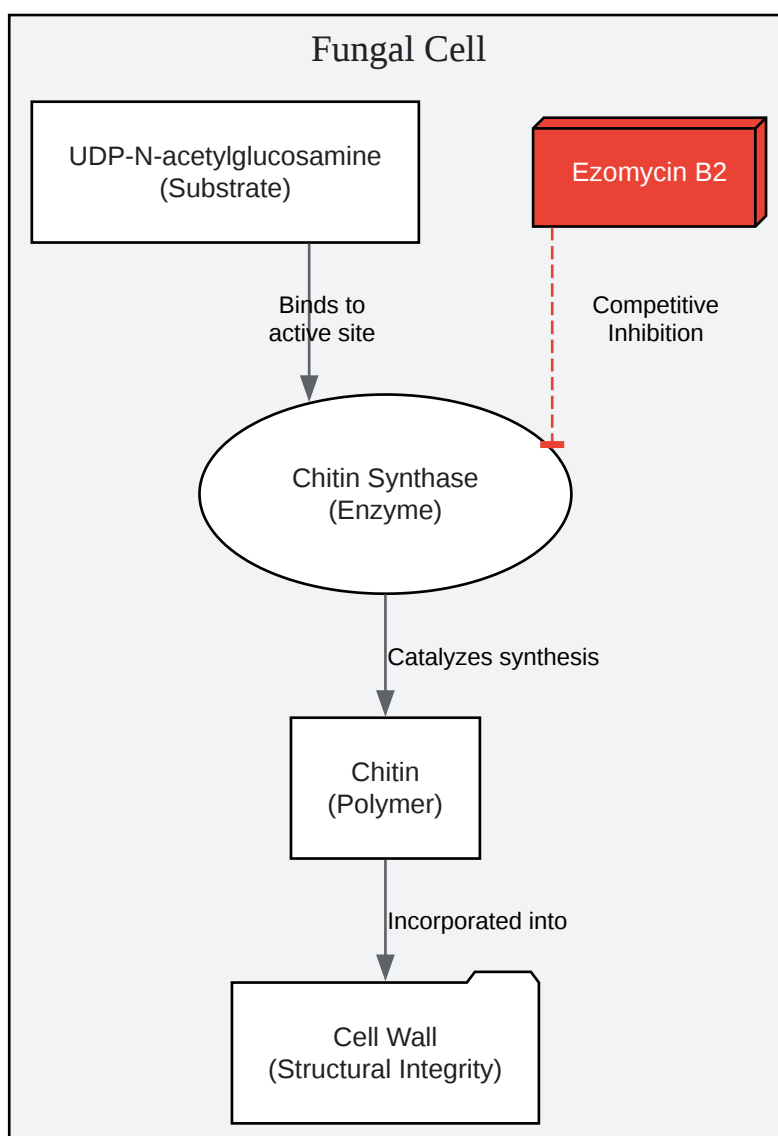 Fungal Cell
UDP-N-acetylglucosamine
(Substrate)
Ezomycin B2
Binds to
active site
Competitive
Inhibition
Chitin Synthase
(Enzyme)
Catalyzes synthesis
Chitin
(Polymer)
Incorporated into
Cell Wall
(Structural Integrity)